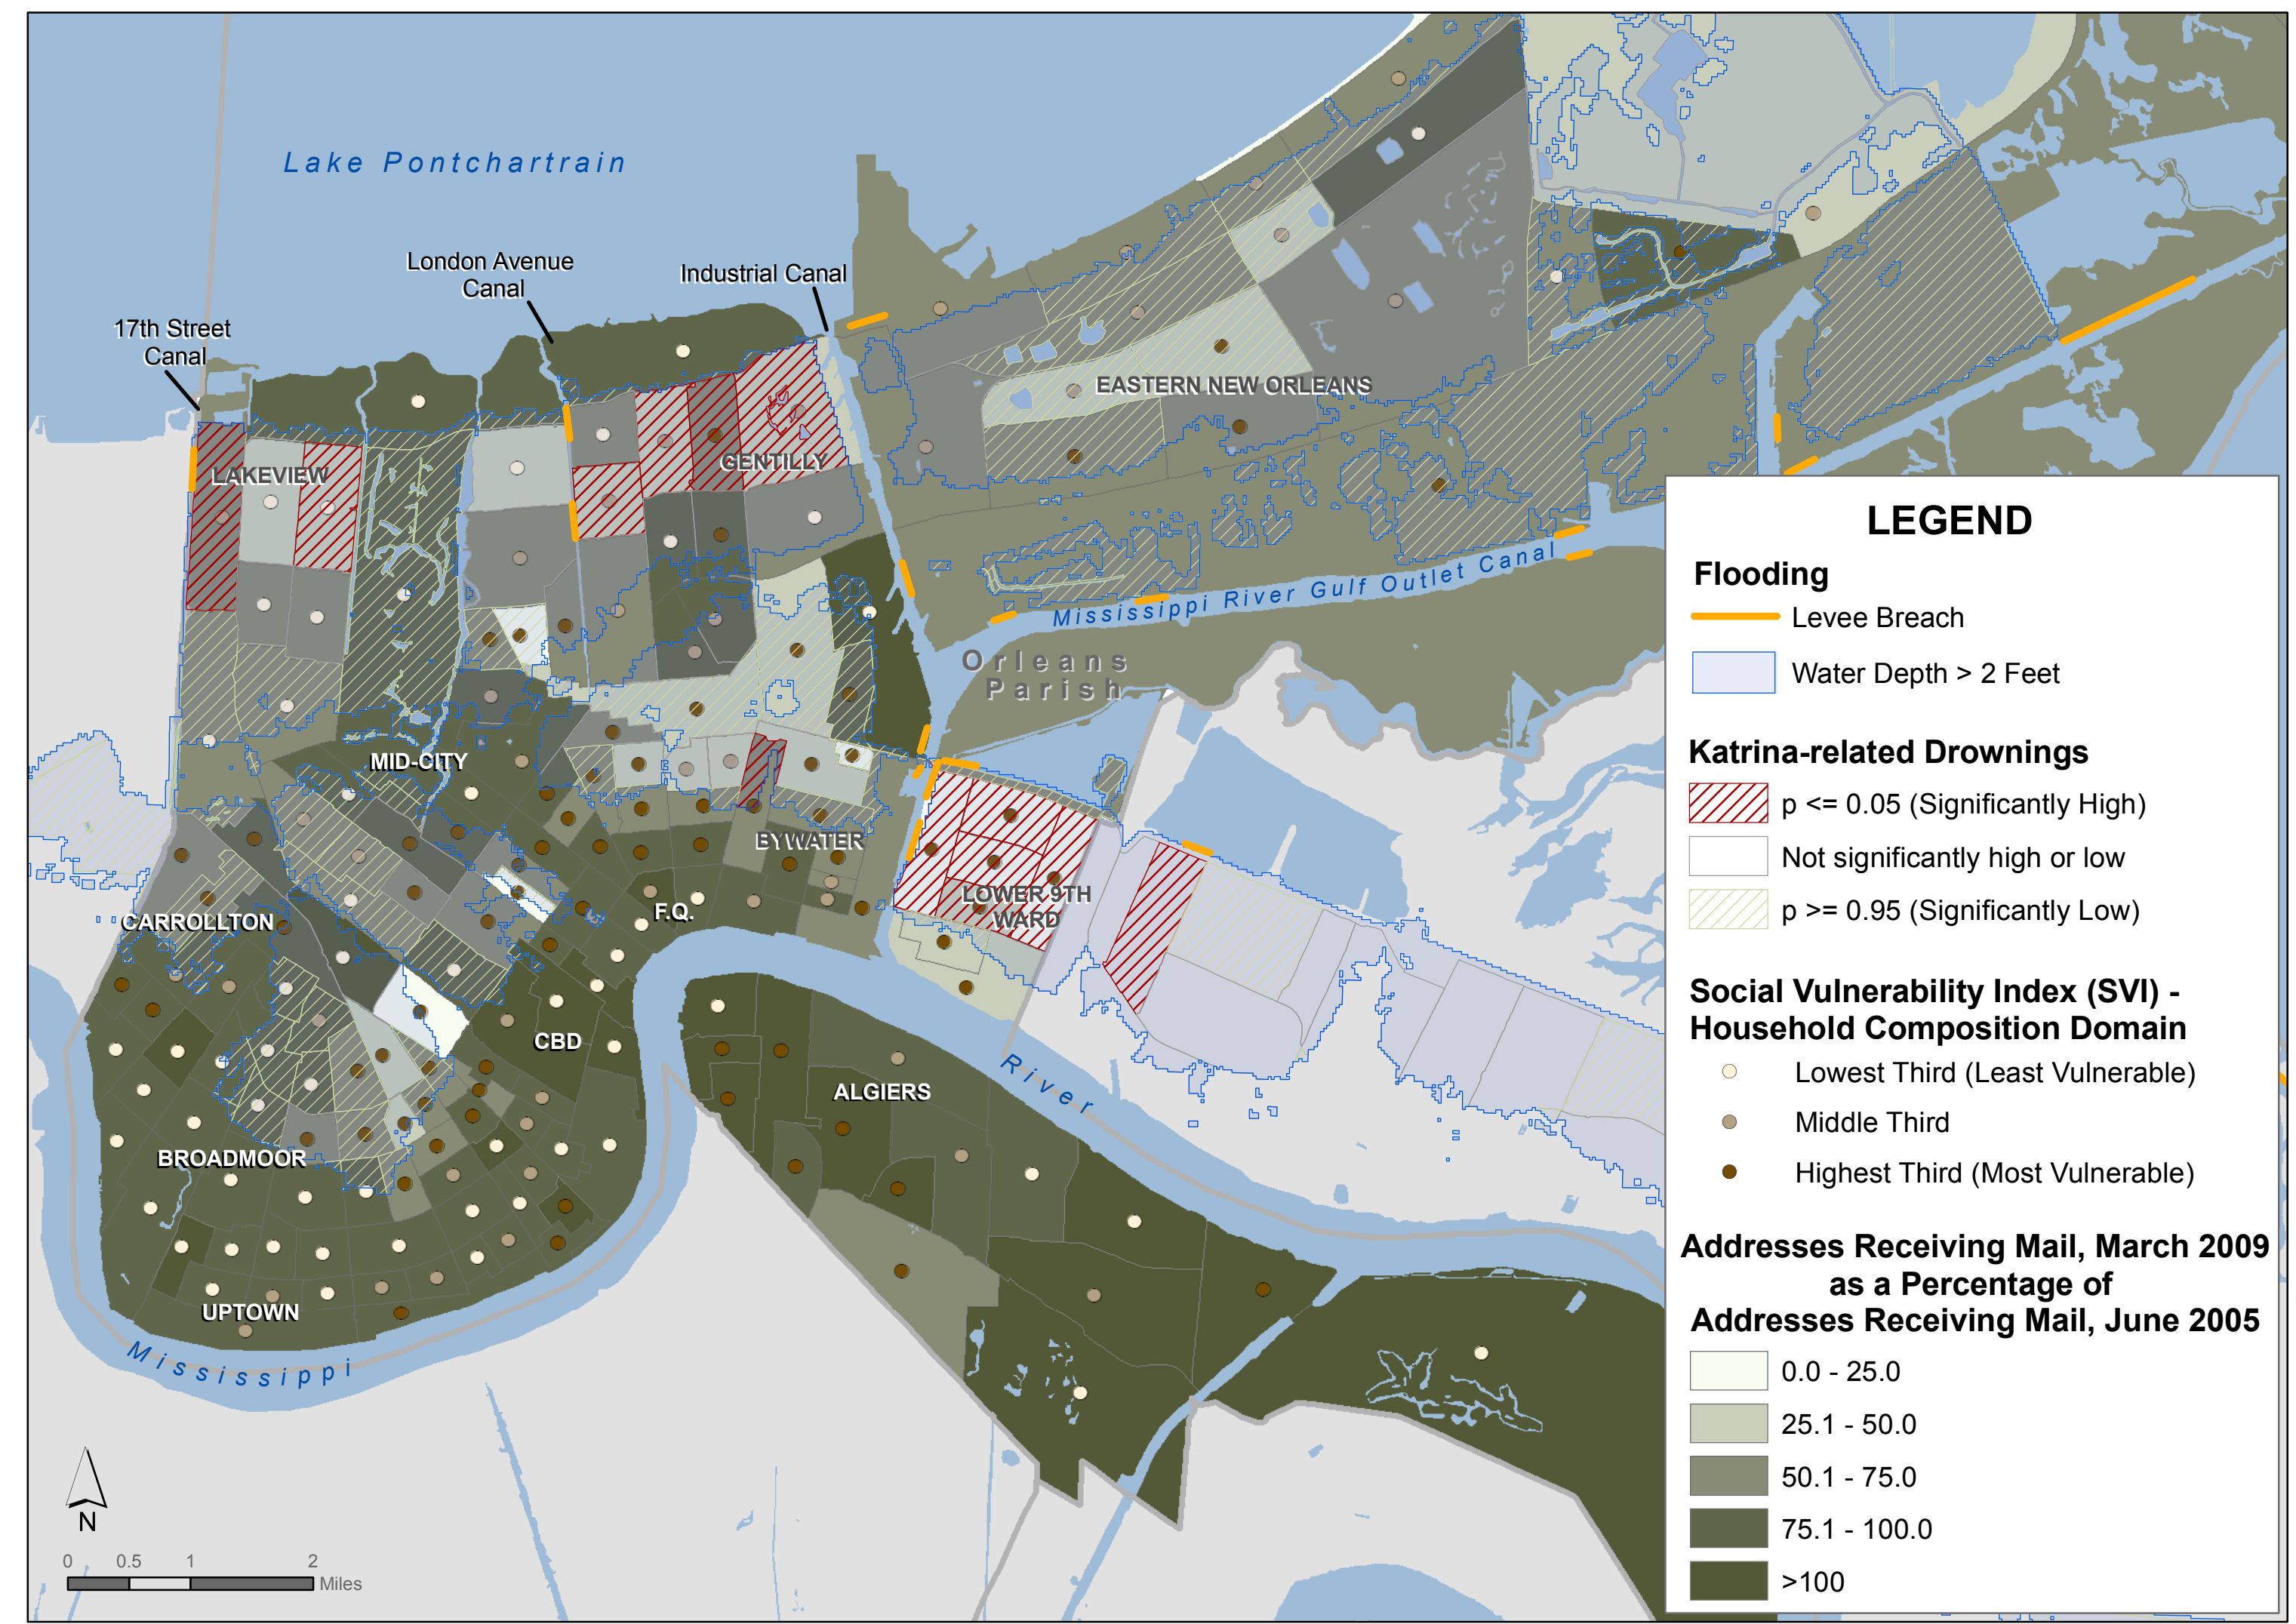 Lake Pontchartrain
London Avenue
Canal
Industrial Canal
17th Street
Canal
LAKEVIEW
GENTILLY
EASTERN NEW ORLEANS
Mississippi River Gulf Outlet Canal
Orleans
Parish
MID-CITY
BYWATER
CARROLLTON
F.Q.
LOWER 9TH
WARD
CBD
River
ALGIERS
BROADMOOR
UPTOWN
Mississippi
N
0 0.5 1 2
Miles
LEGEND
Flooding
Levee Breach
Water Depth > 2 Feet
Katrina-related Drownings
p <= 0.05 (Significantly High)
Not significantly high or low
p >= 0.95 (Significantly Low)
Social Vulnerability Index (SVI) -
Household Composition Domain
Lowest Third (Least Vulnerable)
Middle Third
Highest Third (Most Vulnerable)
Addresses Receiving Mail, March 2009
as a Percentage of
Addresses Receiving Mail, June 2005
0.0 - 25.0
25.1 - 50.0
50.1 - 75.0
75.1 - 100.0
>100